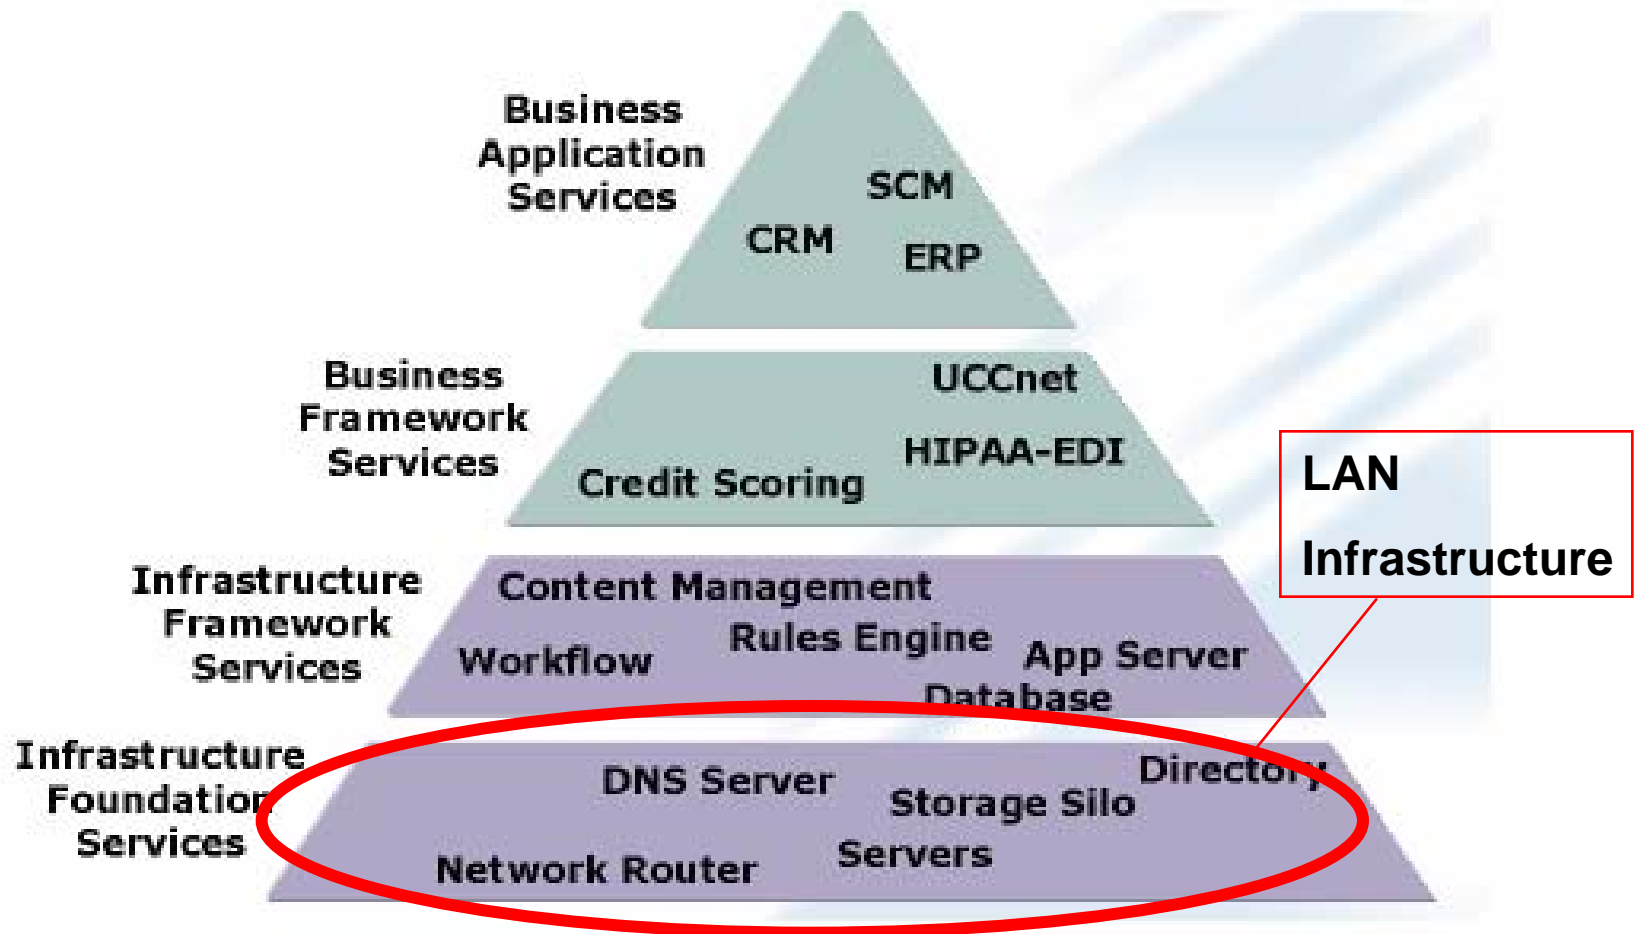 Business
Application
Services
SCM
CRM
ERP
Business
Framework
Services
UCCnet
HIPAA-EDI
Credit Scoring
LAN
Infrastructure
Infrastructure
Framework
Services
Content Management
Rules Engine
Workflow
App Server
Database
Infrastructure
Foundation
Services
Directory
DNS Server
Storage Silo
Servers
Network Router